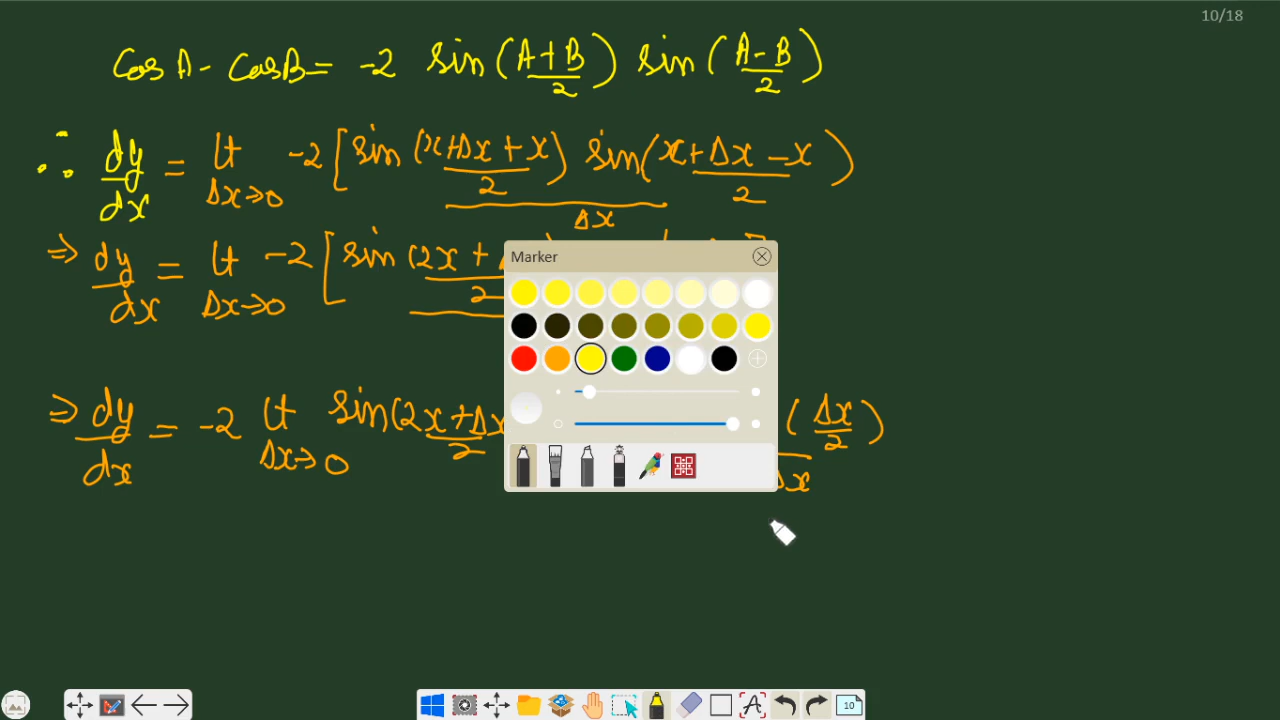 10/18
cos A - cos B = -2 sin(A+B/2) sin(A-B/2)
∴ dy/dx = lt Δx→0 -2 [sin (x+Δx+x/2) sin(x+Δx-x/2) / Δx
⇒ dy/dx = lt Δx→0 -2 [sin (2x +
2
Marker
⇒ dy/dx = -2 lt Δx→0 sin(2x+Δx/2 (Δx/2)
Δx
10